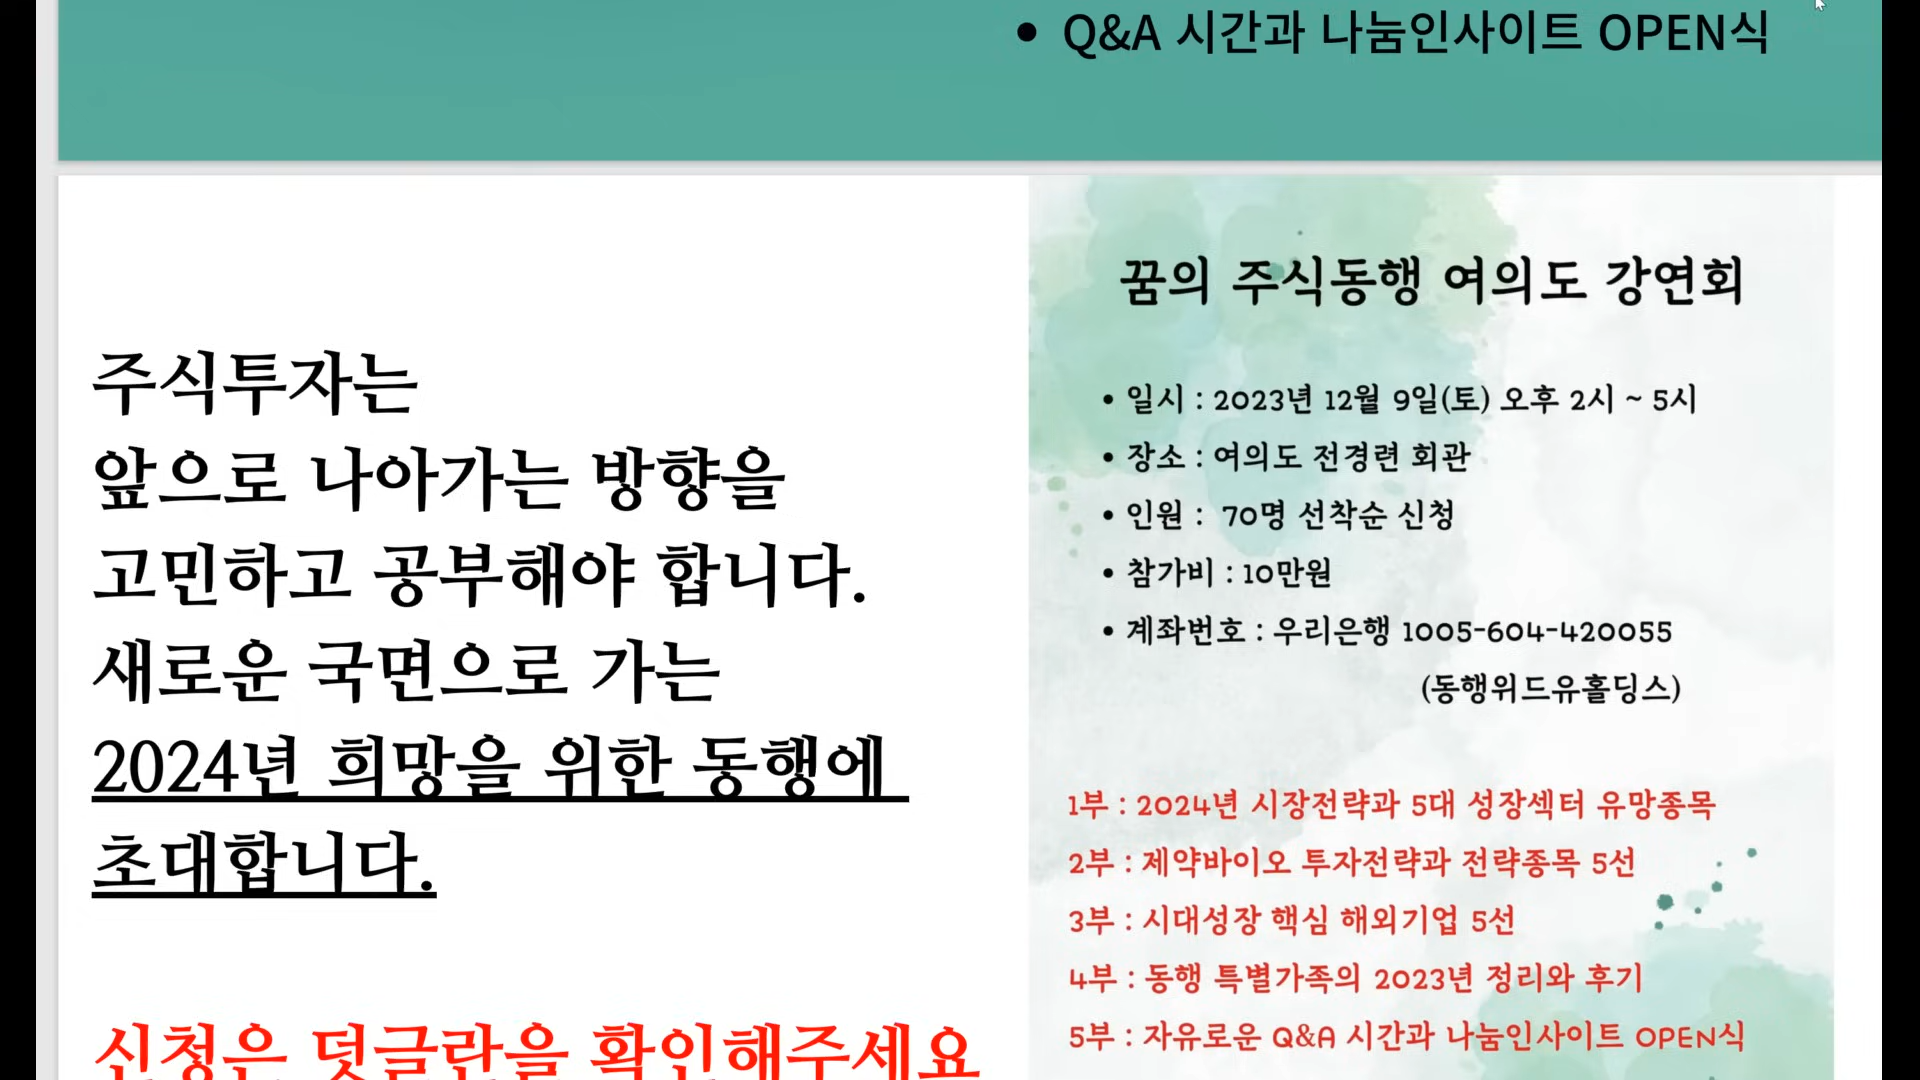 • Q&A 시간과 나눔인사이트 OPEN식
주식투자는
앞으로 나아가는 방향을
고민하고 공부해야 합니다.
새로운 국면으로 가는
2024년 희망을 위한 동행에
초대합니다.
신청은 덧글란을 확인해주세요
꿈의 주식동행 여의도 강연회
• 일시 : 2023년 12월 9일(토) 오후 2시 ~ 5시
• 장소 : 여의도 전경련 회관
• 인원 : 70명 선착순 신청
• 참가비 : 10만원
• 계좌번호 : 우리은행 1005-604-420055
(동행위드유홀딩스)
1부 : 2024년 시장전략과 5대 성장섹터 유망종목
2부 : 제약바이오 투자전략과 전략종목 5선
3부 : 시대성장 핵심 해외기업 5선
4부 : 동행 특별가족의 2023년 정리와 후기
5부 : 자유로운 Q&A 시간과 나눔인사이트 OPEN식